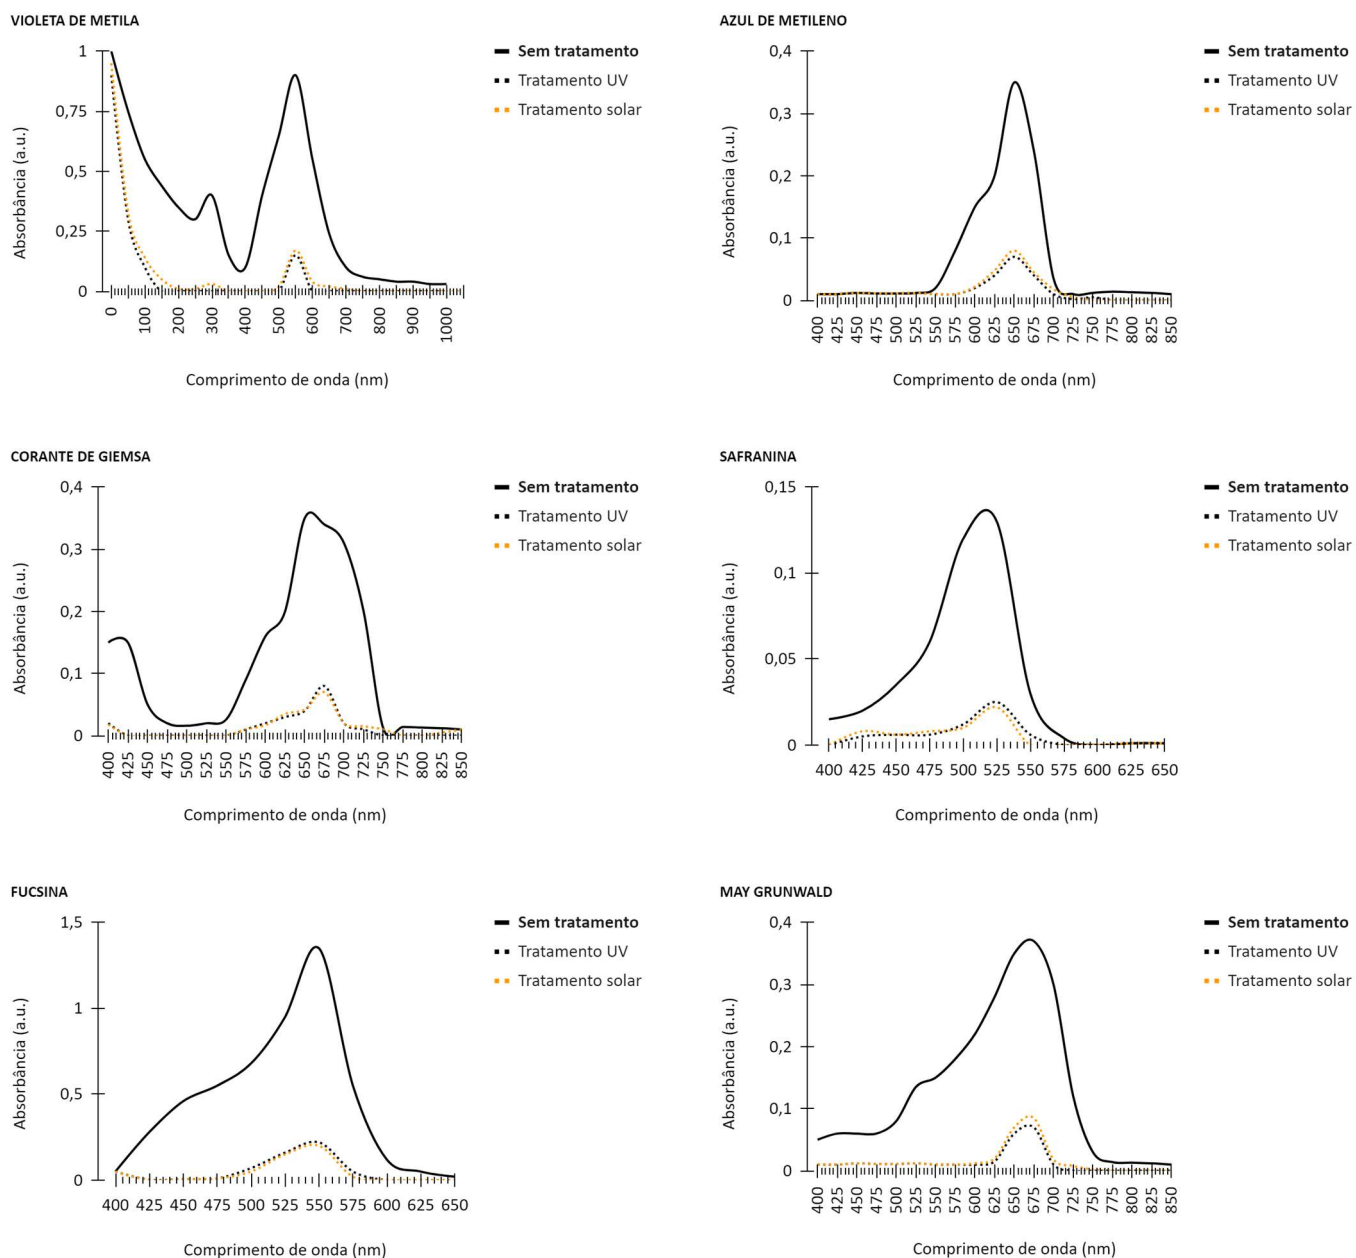 VIOLETA DE METILA
1
0,75
0,5
0,25
0
Absorbância (a.u.)
0
100
200
300
400
500
600
700
800
900
1000
Comprimento de onda (nm)
Sem tratamento
Tratamento UV
Tratamento solar
AZUL DE METILENO
0,4
0,3
0,2
0,1
0
Absorbância (a.u.)
400
425
450
475
500
525
550
575
600
625
650
675
700
725
750
775
800
825
850
Comprimento de onda (nm)
Sem tratamento
Tratamento UV
Tratamento solar
CORANTE DE GIEMSA
0,4
0,3
0,2
0,1
0
Absorbância (a.u.)
400
425
450
475
500
525
550
575
600
625
650
675
700
725
750
775
800
825
850
Comprimento de onda (nm)
Sem tratamento
Tratamento UV
Tratamento solar
SAFRANINA
0,15
0,1
0,05
0
Absorbância (a.u.)
400 425 450 475 500 525 550 575 600 625 650
Comprimento de onda (nm)
Sem tratamento
Tratamento UV
Tratamento solar
FUCSINA
1,5
1
0,5
0
Absorbância (a.u.)
400 425 450 475 500 525 550 575 600 625 650
Comprimento de onda (nm)
Sem tratamento
Tratamento UV
Tratamento solar
MAY GRUNWALD
0,4
0,3
0,2
0,1
0
Absorbância (a.u.)
400
425
450
475
500
525
550
575
600
625
650
675
700
725
750
775
800
825
850
Comprimento de onda (nm)
Sem tratamento
Tratamento UV
Tratamento solar